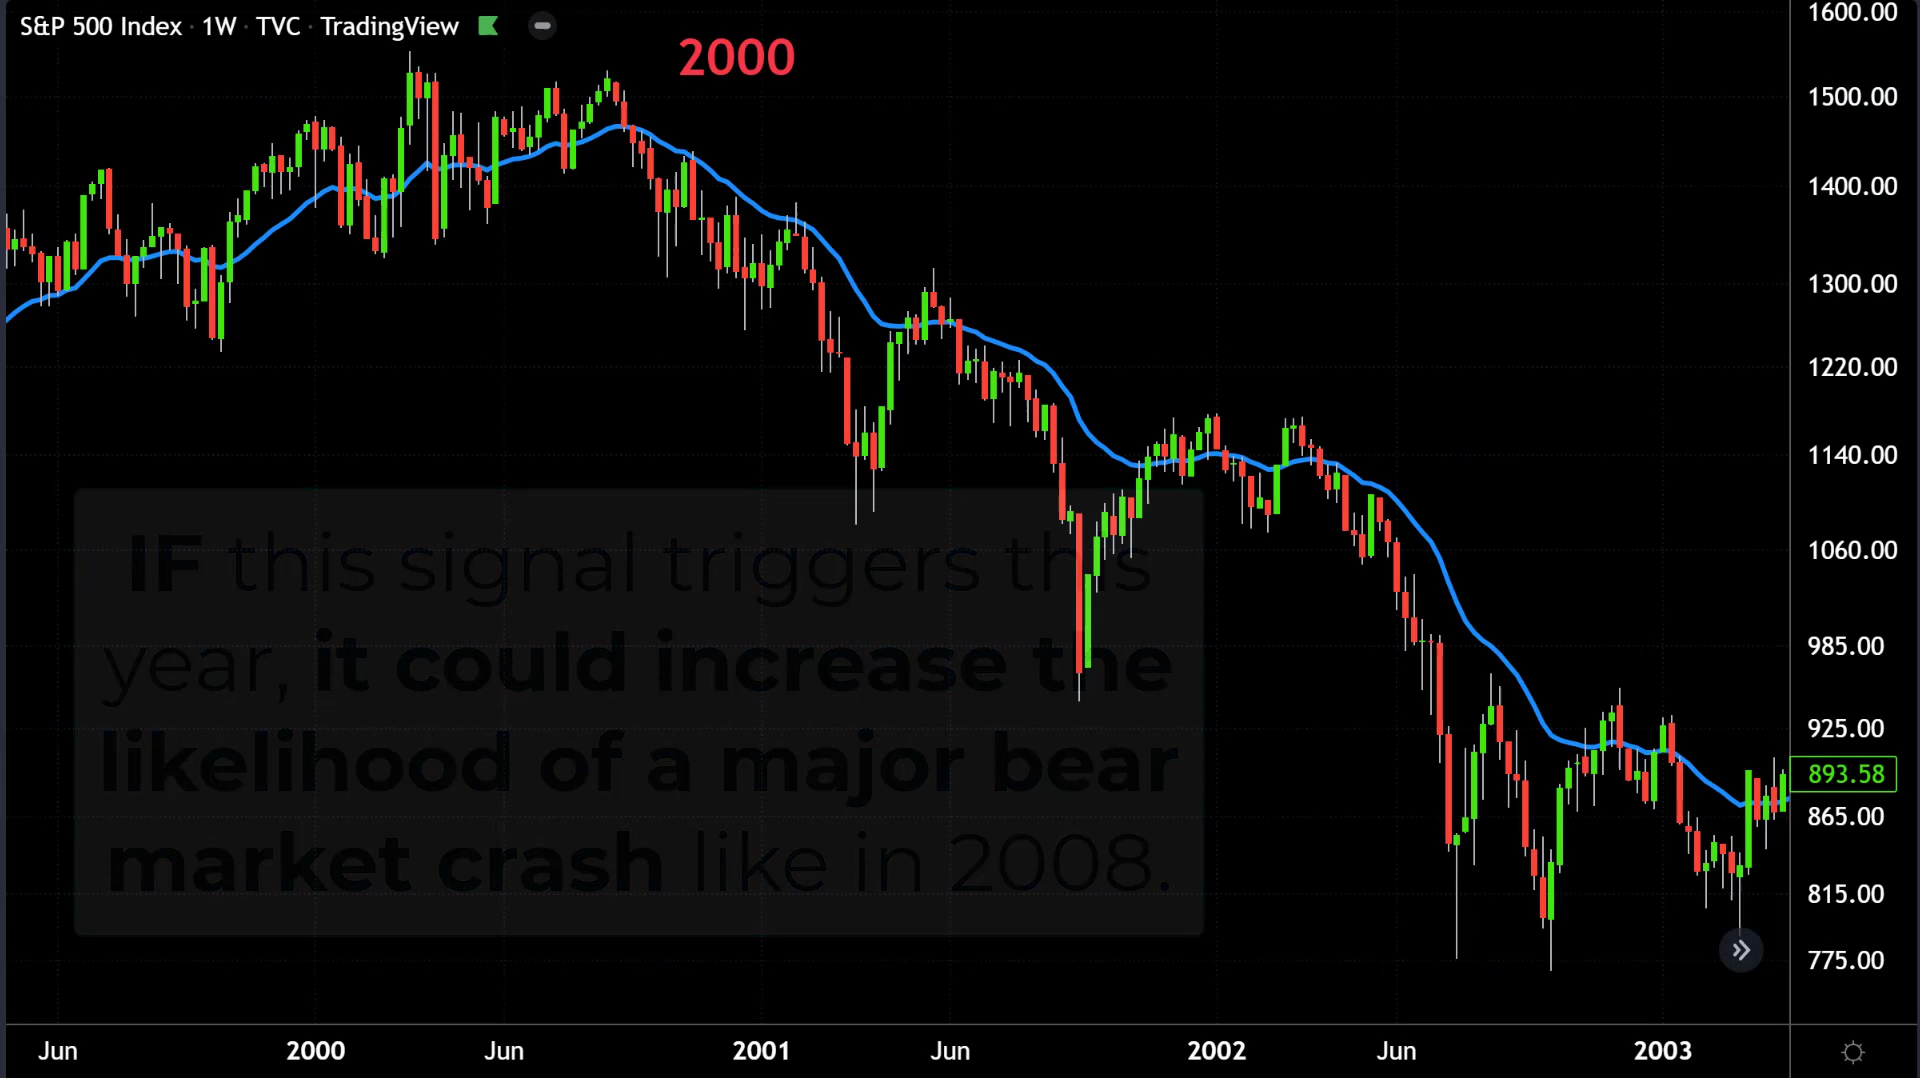 S&P 500 Index · 1W · TVC · TradingView
2000
1600.00
1500.00
1400.00
1300.00
1220.00
1140.00
1060.00
985.00
925.00
893.58
865.00
815.00
775.00
IF this signal triggers this
year, it could increase the
likelihood of a major bear
market crash like in 2008.
Jun 2000 Jun 2001 Jun 2002 Jun 2003